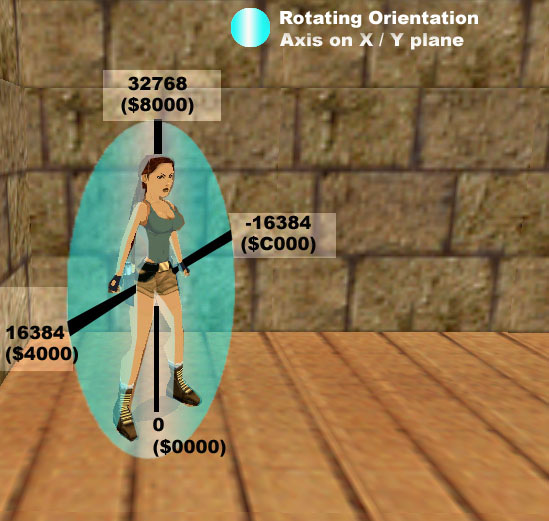 Rotating Orientation
Axis on X / Y plane
32768
($8000)
-16384
($C000)
16384
($4000)
0
($0000)